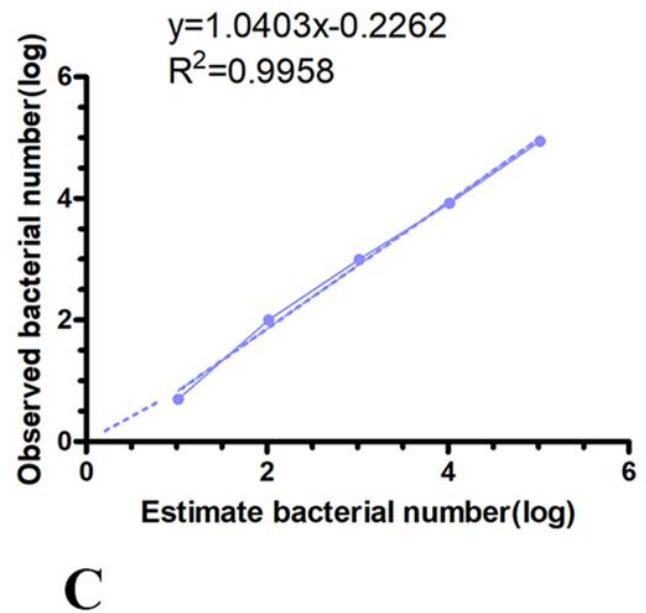 y=1.0403x-0.2262
R²=0.9958
Observed bacterial number(log)
6
4
2
0
0 2 4 6
Estimate bacterial number(log)
C